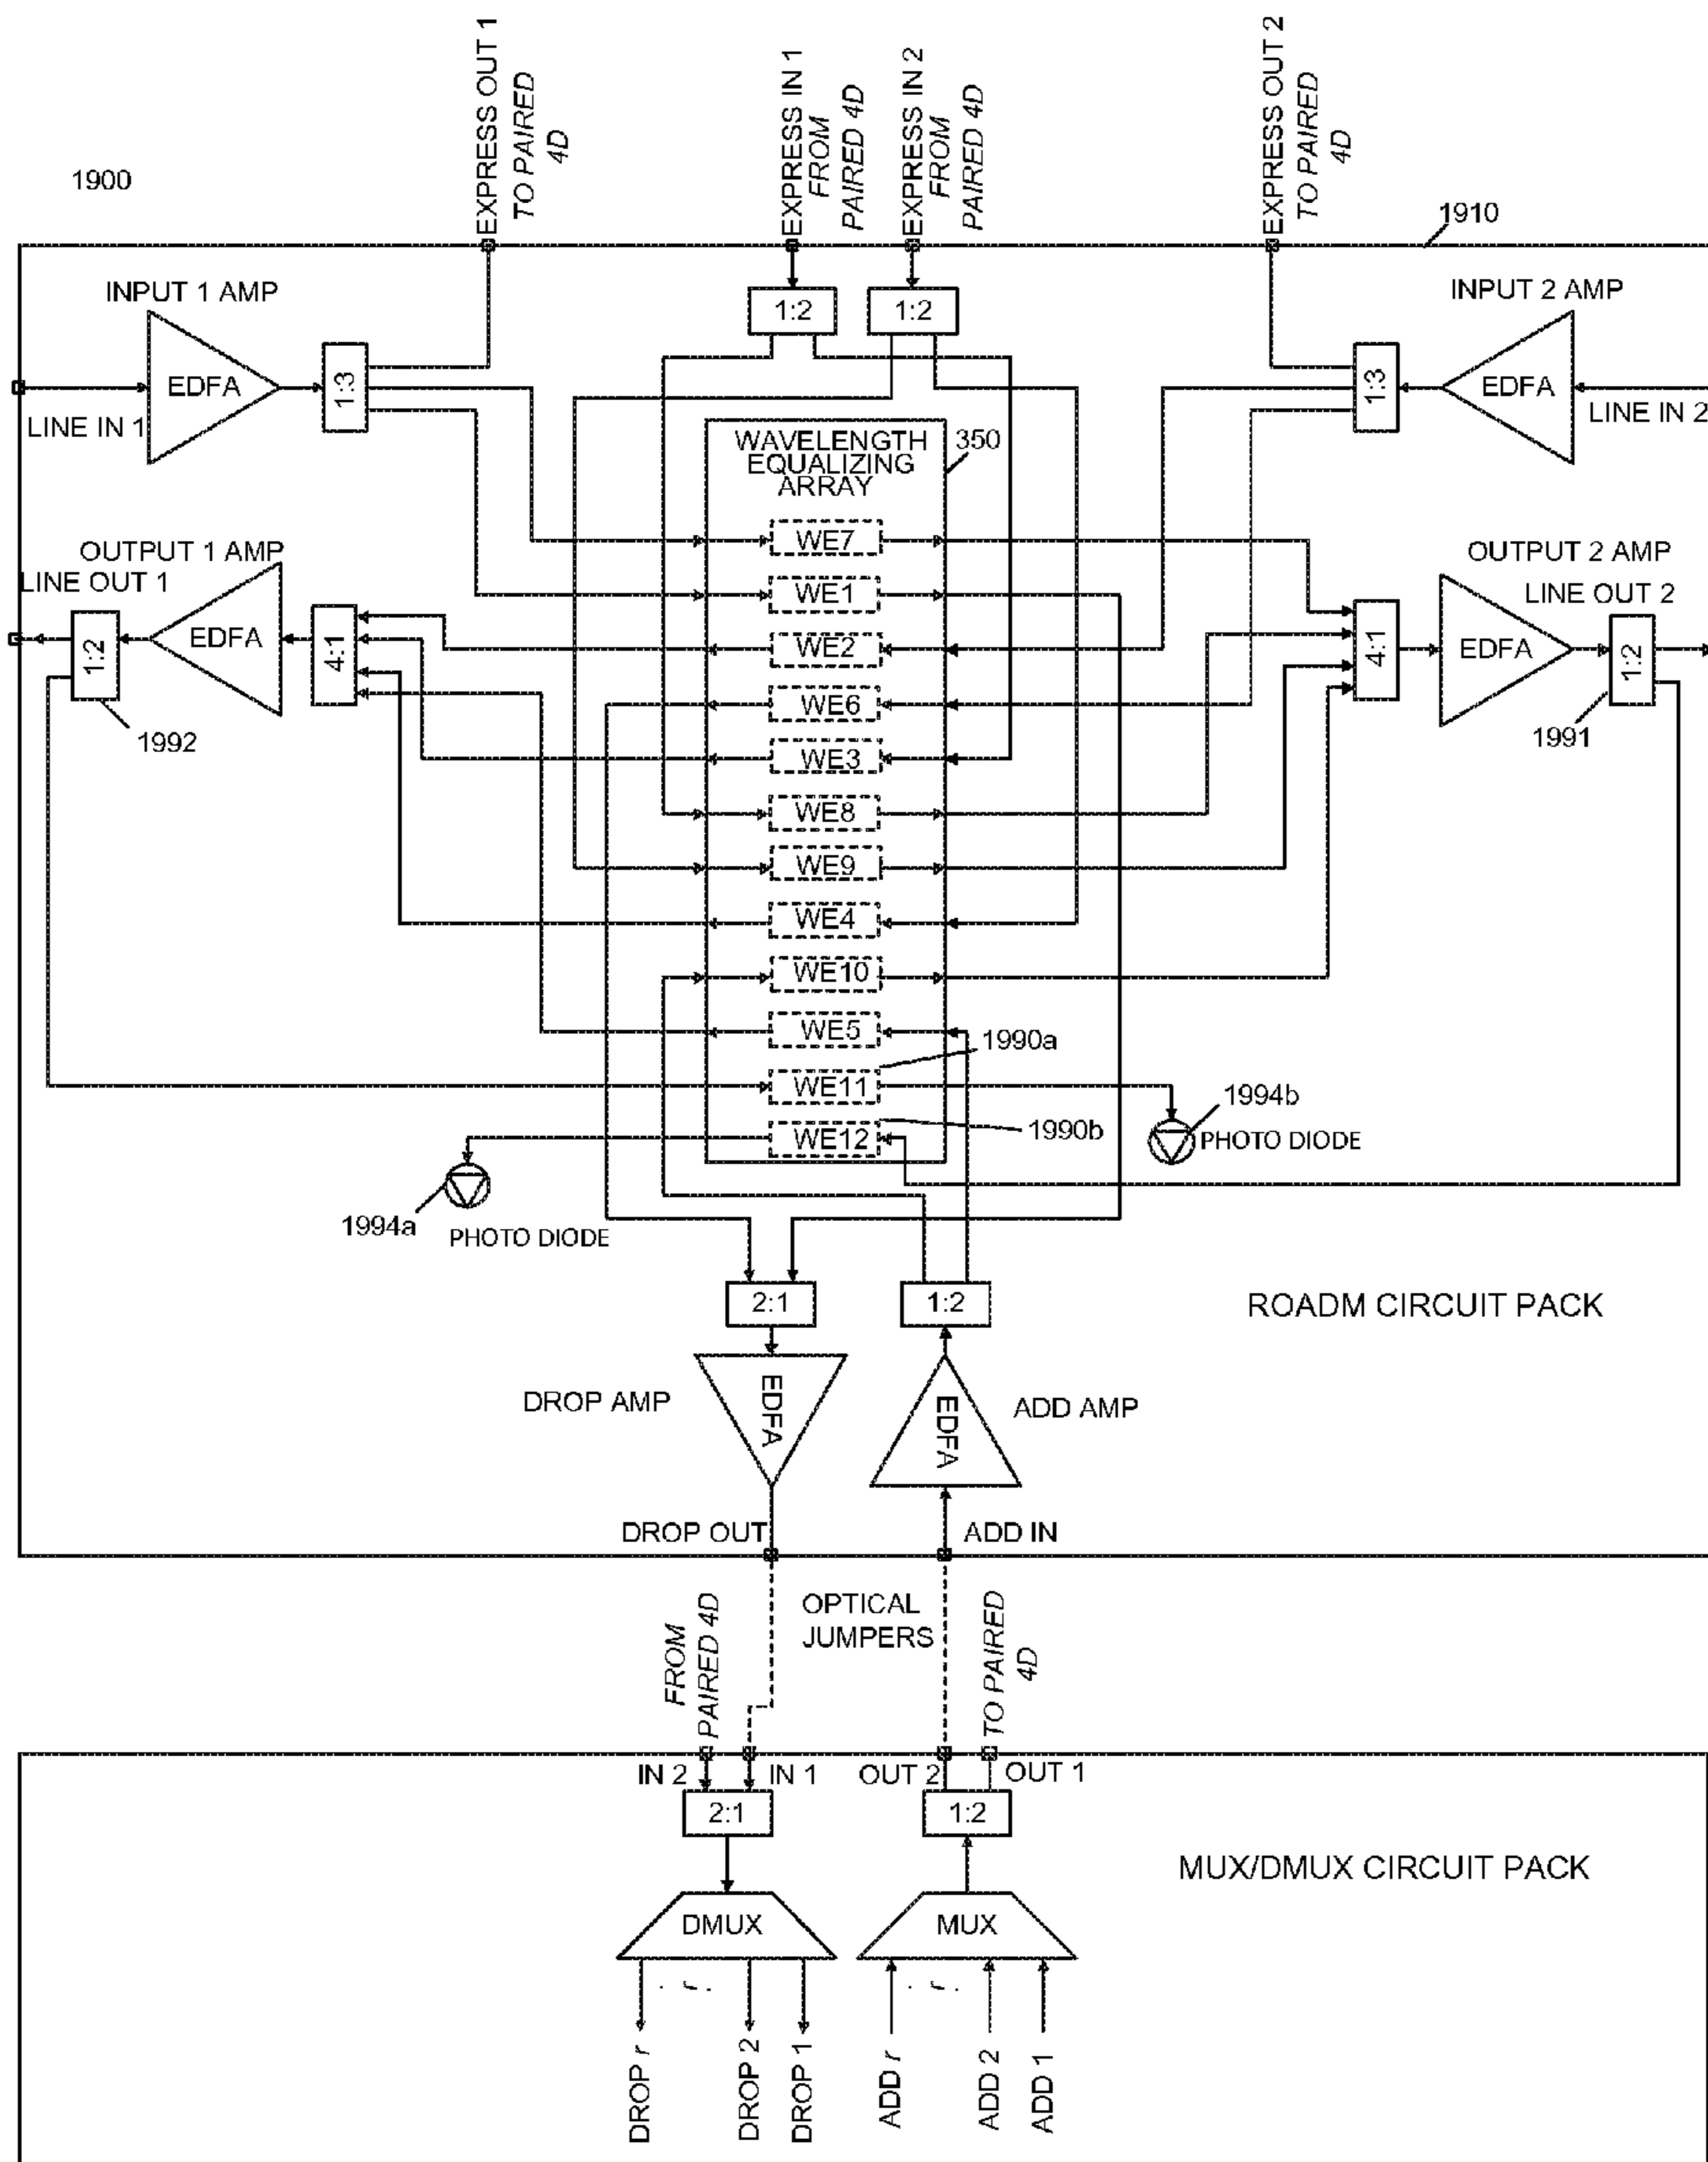 EXPRESS OUT 1
TO PAIRED
4D
EXPRESS IN 1
FROM
PAIRED 4D
EXPRESS IN 2
FROM
PAIRED 4D
EXPRESS OUT 2
TO PAIRED
4D
1900
1910
INPUT 1 AMP
EDFA
LINE IN 1
1:3
1:2
1:2
INPUT 2 AMP
EDFA
LINE IN 2
1:3
WAVELENGTH
EQUALIZING
ARRAY
350
OUTPUT 1 AMP
LINE OUT 1
EDFA
1:2
4:1
1992
OUTPUT 2 AMP
LINE OUT 2
4:1
EDFA
1:2
1991
WE7
WE1
WE2
WE6
WE3
WE8
WE9
WE4
WE10
WE5
WE11
WE12
1990a
1990b
1994b
PHOTO DIODE
1994a
PHOTO DIODE
2:1
1:2
ROADM CIRCUIT PACK
DROP AMP
EDFA
EDFA
ADD AMP
DROP OUT
ADD IN
OPTICAL
JUMPERS
FROM
PAIRED 4D
TO PAIRED
4D
IN 2
IN 1
OUT 2
OUT 1
2:1
1:2
MUX/DMUX CIRCUIT PACK
DMUX
MUX
. r .
. r .
DROP r
DROP 2
DROP 1
ADD r
ADD 2
ADD 1